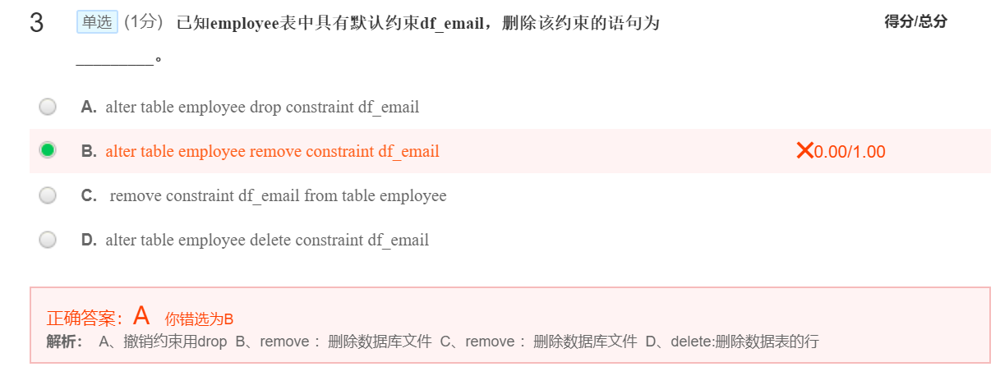 3 单选 (1分) 已知employee表中具有默认约束df_email，删除该约束的语句为 得分/总分
_________。
A. alter table employee drop constraint df_email
B. alter table employee remove constraint df_email ✕0.00/1.00
C. remove constraint df_email from table employee
D. alter table employee delete constraint df_email
正确答案：A 你错选为B
解析： A、撤销约束用drop B、remove ：删除数据库文件 C、remove ：删除数据库文件 D、delete:删除数据表的行